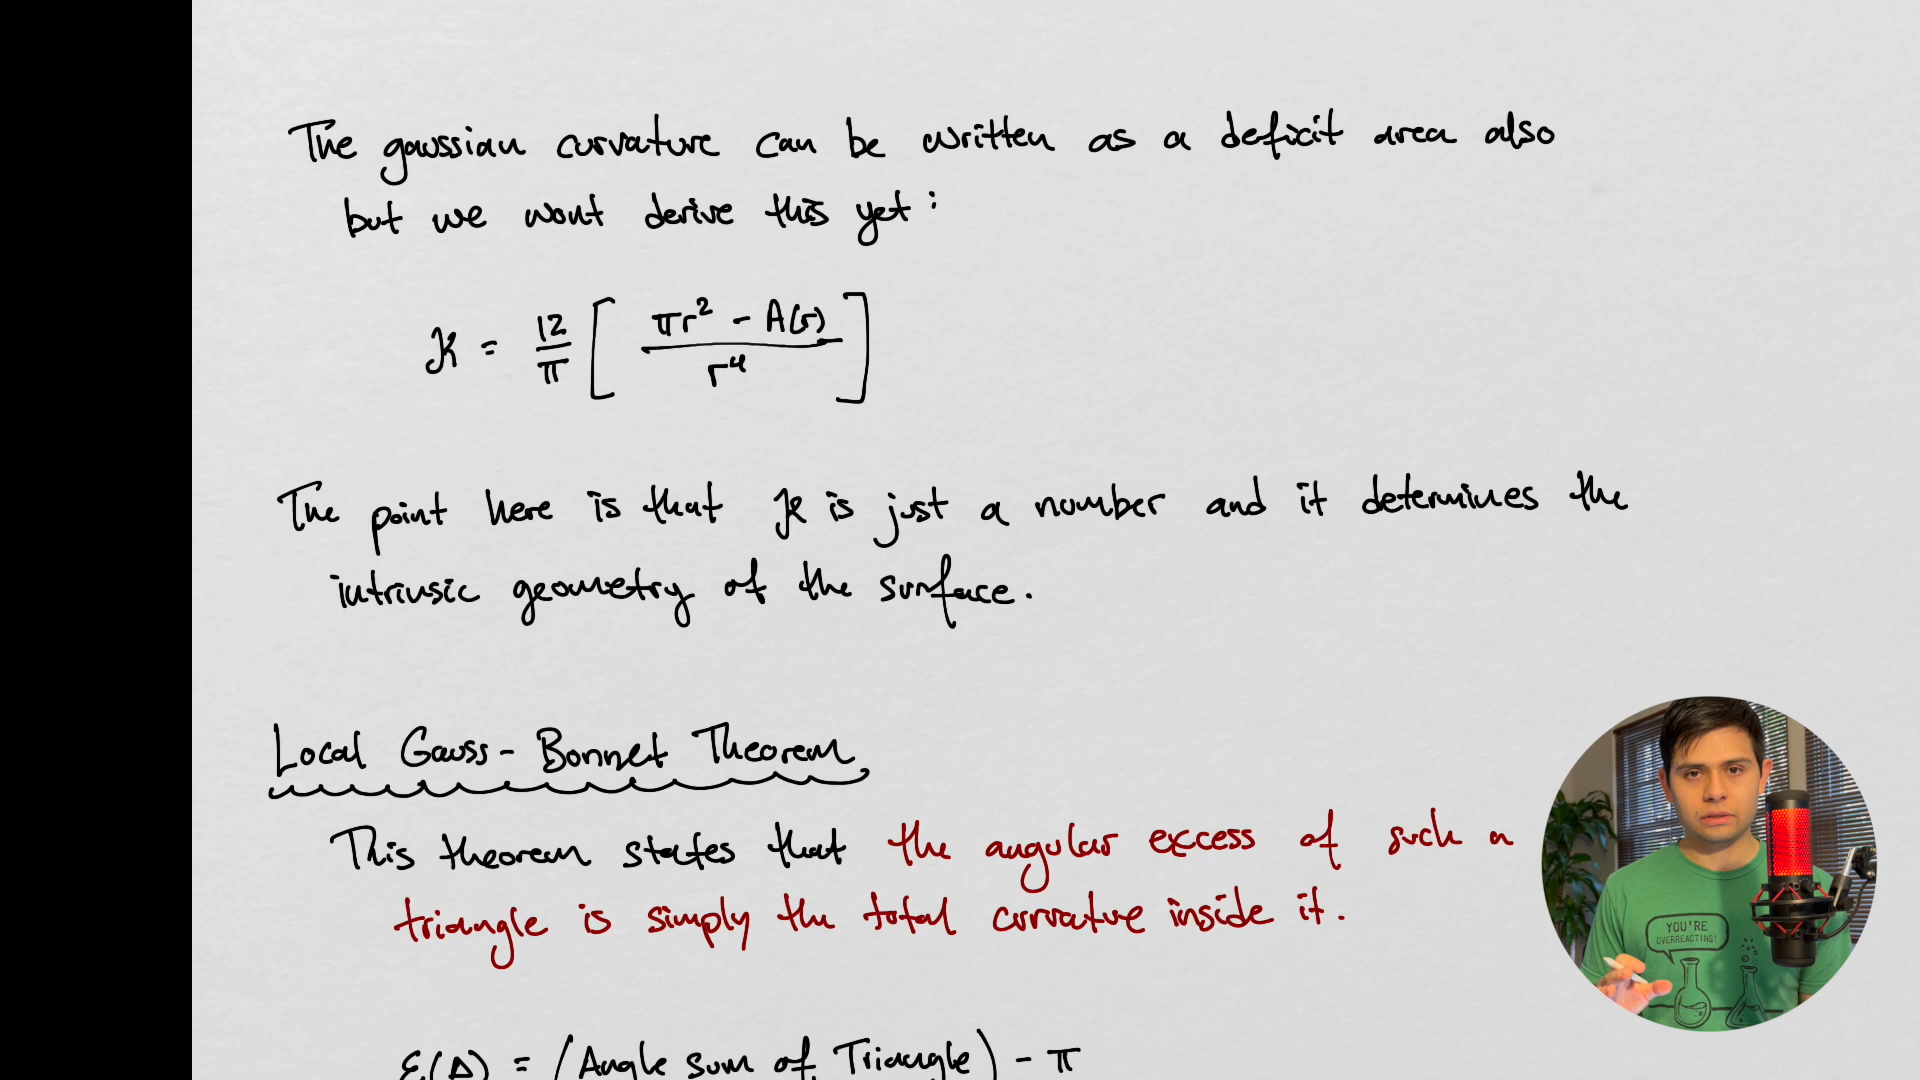 The gaussian curvature can be written as a deficit area also
but we wont derive this yet:
K = 12/π [ πr² - A(r) / r⁴ ]
The point here is that K is just a number and it determines the
intrinsic geometry of the surface.
Local Gauss-Bonnet Theorem
This theorem states that the angular excess of such a
triangle is simply the total curvature inside it.
YOU'RE
OVERREACTING!
ε(Δ) = (Angle sum of Triangle) - π